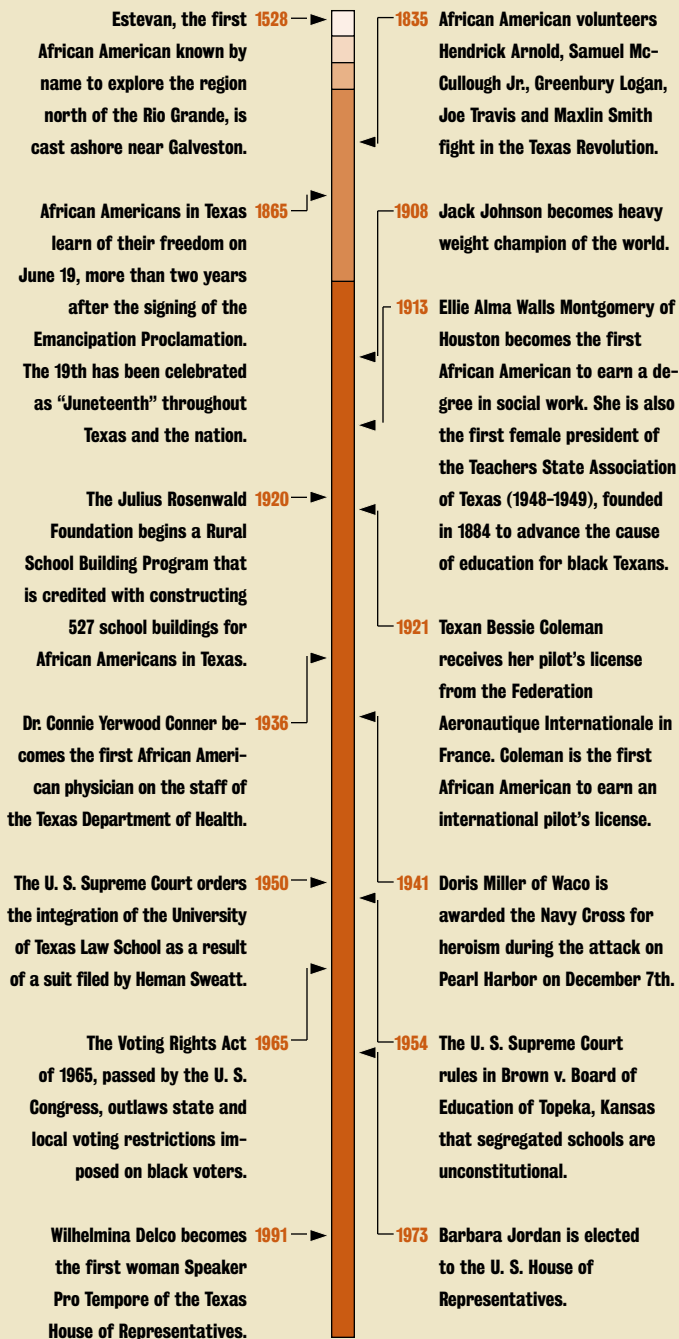 Estevan, the first 1528
African American known by
name to explore the region
north of the Rio Grande, is
cast ashore near Galveston.
African Americans in Texas 1865
learn of their freedom on
June 19, more than two years
after the signing of the
Emancipation Proclamation.
The 19th has been celebrated
as “Juneteenth” throughout
Texas and the nation.
The Julius Rosenwald 1920
Foundation begins a Rural
School Building Program that
is credited with constructing
527 school buildings for
African Americans in Texas.
Dr. Connie Yerwood Conner be- 1936
comes the first African Ameri-
can physician on the staff of
the Texas Department of Health.
The U. S. Supreme Court orders 1950
the integration of the University
of Texas Law School as a result
of a suit filed by Heman Sweatt.
The Voting Rights Act 1965
of 1965, passed by the U. S.
Congress, outlaws state and
local voting restrictions im-
posed on black voters.
Wilhelmina Delco becomes 1991
the first woman Speaker
Pro Tempore of the Texas
House of Representatives.
1835 African American volunteers
Hendrick Arnold, Samuel Mc-
Cullough Jr., Greenbury Logan,
Joe Travis and Maxlin Smith
fight in the Texas Revolution.
1908 Jack Johnson becomes heavy
weight champion of the world.
1913 Ellie Alma Walls Montgomery of
Houston becomes the first
African American to earn a de-
gree in social work. She is also
the first female president of
the Teachers State Association
of Texas (1948-1949), founded
in 1884 to advance the cause
of education for black Texans.
1921 Texan Bessie Coleman
receives her pilot’s license
from the Federation
Aeronautique Internationale in
France. Coleman is the first
African American to earn an
international pilot’s license.
1941 Doris Miller of Waco is
awarded the Navy Cross for
heroism during the attack on
Pearl Harbor on December 7th.
1954 The U. S. Supreme Court
rules in Brown v. Board of
Education of Topeka, Kansas
that segregated schools are
unconstitutional.
1973 Barbara Jordan is elected
to the U. S. House of
Representatives.